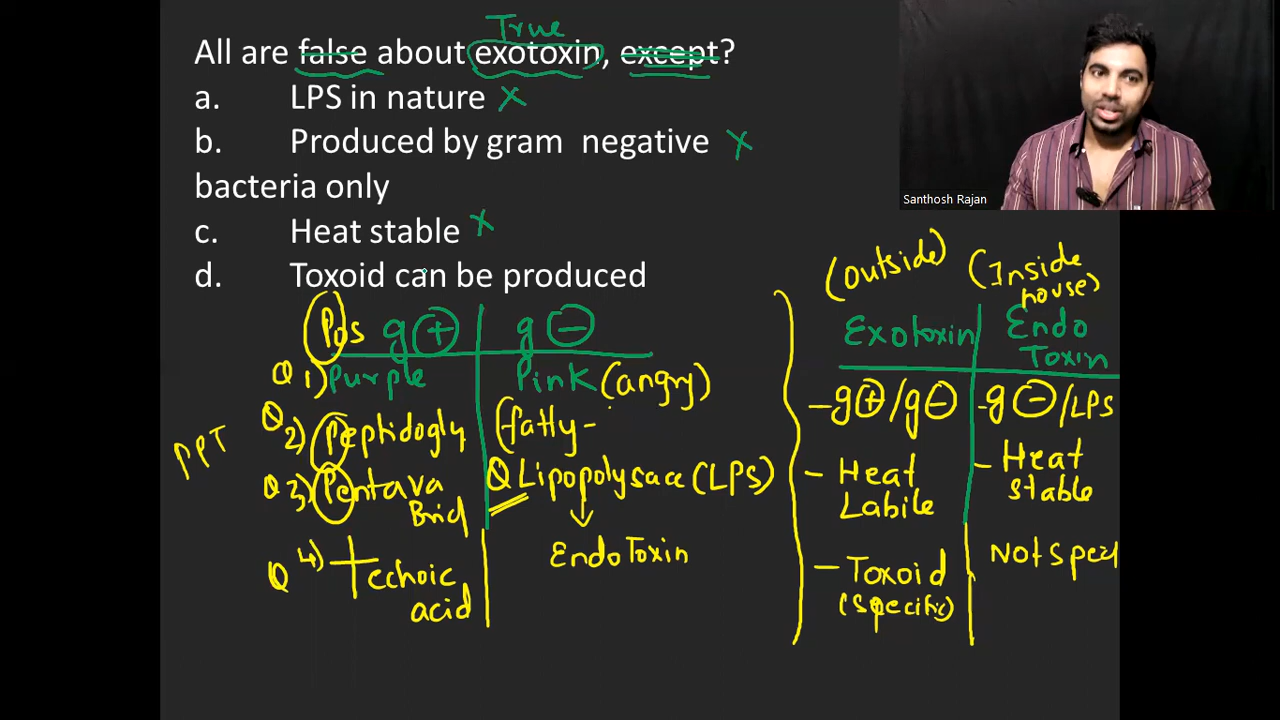 True
All are false about exotoxin, except?
a. LPS in nature X
b. Produced by gram negative X
bacteria only
c. Heat stable X
d. Toxoid can be produced
Santhosh Rajan
Pos g + g -
Q 1) Purple Pink (angry)
Q 2) Peptidogly (fatty -
PPT
Q 3) Pentava Q Lipopolysacc (LPS)
Brid
EndoToxin
Q 4) Techoic
acid
(outside) (Inside
house)
Exotoxin Endo
Toxin
- g + / g - - g - / LPS
- Heat - Heat
Labile stable
- Toxoid Not Speci
(specific)